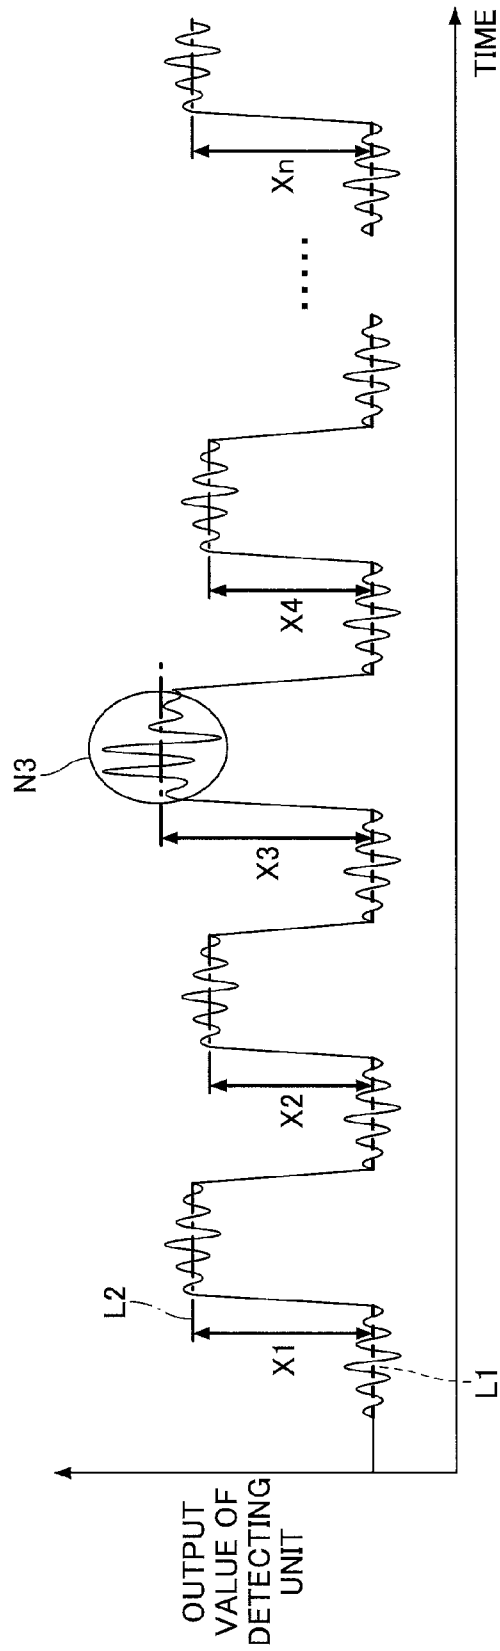 OUTPUT
VALUE OF
DETECTING
UNIT
L2
N3
X1
X2
X3
X4
.....
Xn
L1
TIME